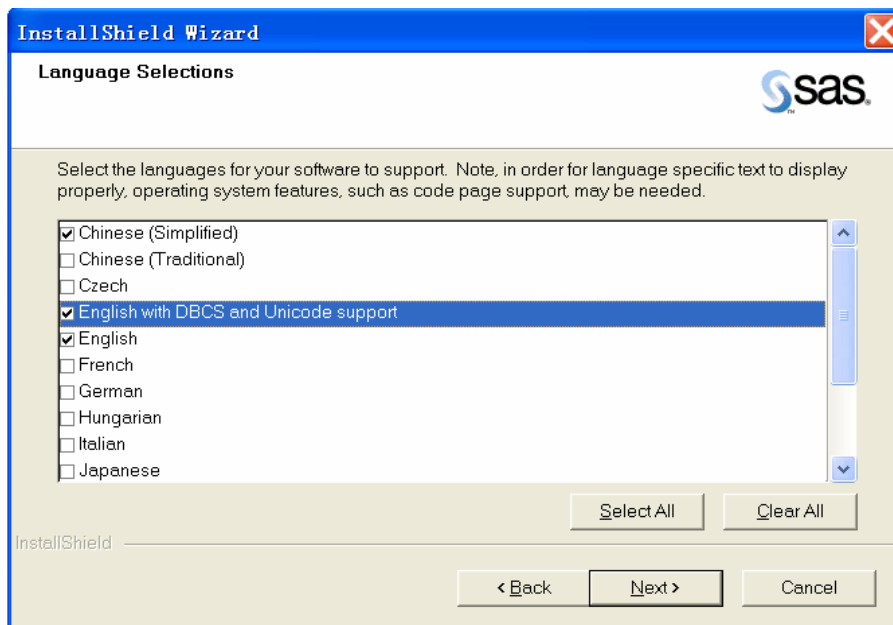 InstallShield Wizard
Language Selections
sas.
TM
Select the languages for your software to support. Note, in order for language specific text to display
properly, operating system features, such as code page support, may be needed.
Chinese (Simplified)
Chinese (Traditional)
Czech
English with DBCS and Unicode support
English
French
German
Hungarian
Italian
Japanese
Select All
Clear All
InstallShield
< Back
Next >
Cancel